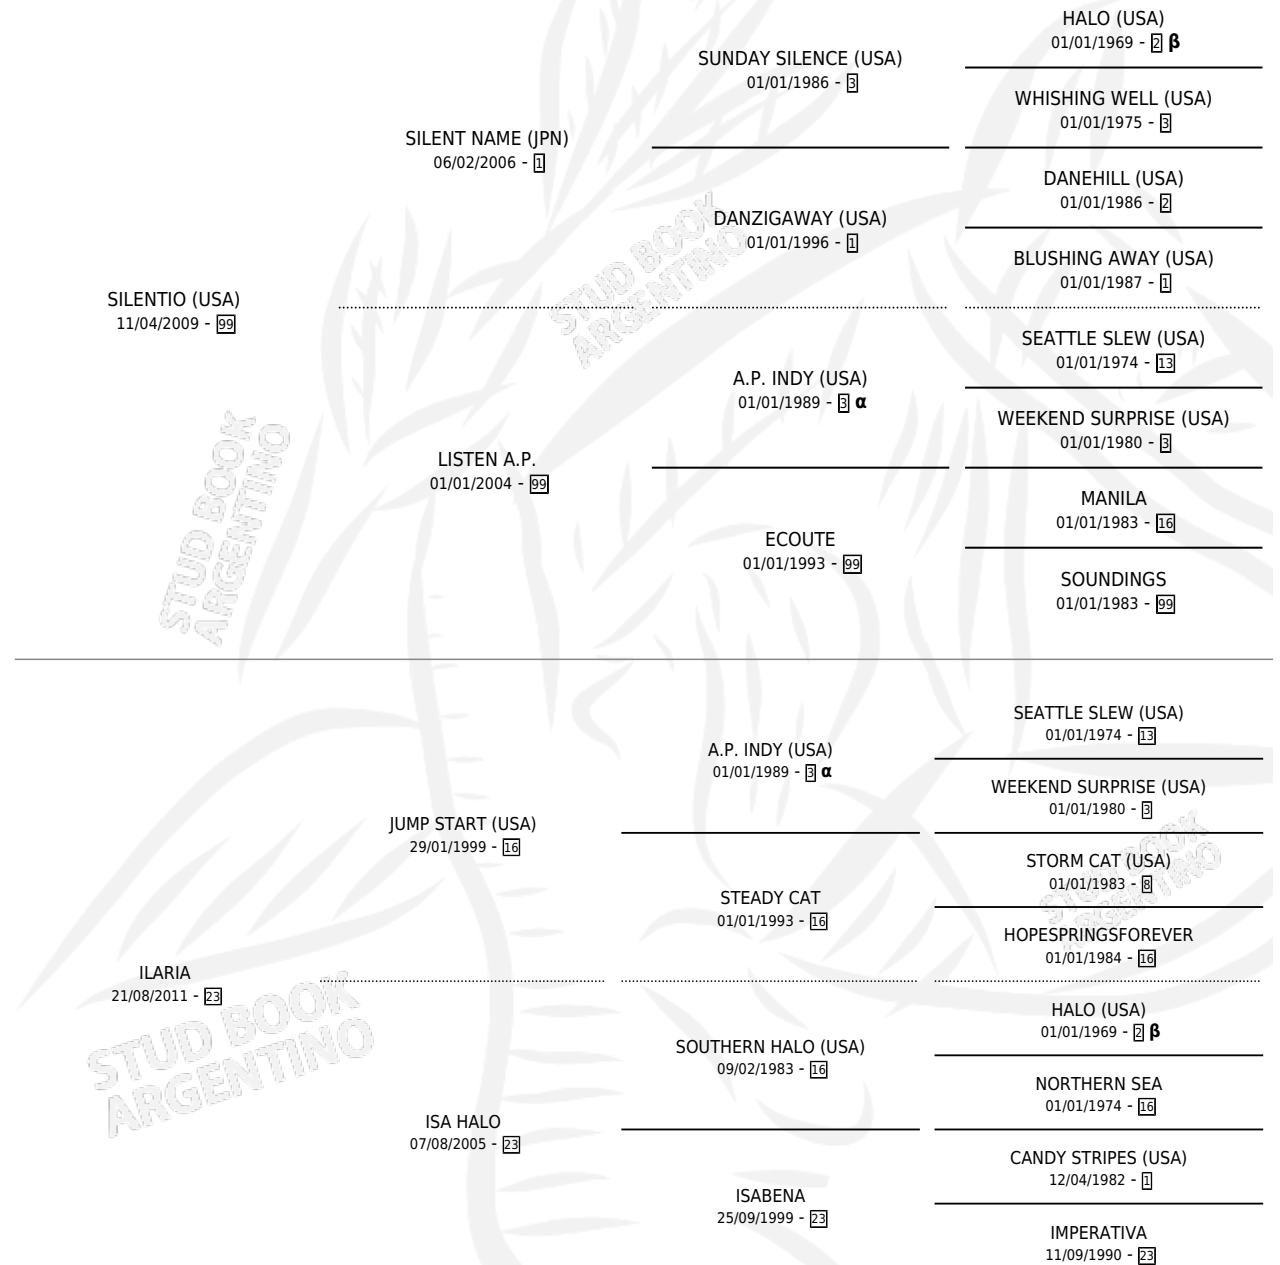 HALO (USA)
01/01/1969 - 2 β
SUNDAY SILENCE (USA)
01/01/1986 - 3
WHISHING WELL (USA)
01/01/1975 - 3
SILENT NAME (JPN)
06/02/2006 - 1
DANEHILL (USA)
01/01/1986 - 2
DANZIGAWAY (USA)
01/01/1996 - 1
BLUSHING AWAY (USA)
01/01/1987 - 1
SILENTIO (USA)
11/04/2009 - 99
SEATTLE SLEW (USA)
01/01/1974 - 13
A.P. INDY (USA)
01/01/1989 - 3 α
WEEKEND SURPRISE (USA)
01/01/1980 - 3
LISTEN A.P.
01/01/2004 - 99
MANILA
01/01/1983 - 16
ECOUTE
01/01/1993 - 99
SOUNDINGS
01/01/1983 - 99
STUD BOOK
ARGENTINO
STUD BOOK
ARGENTINO
SEATTLE SLEW (USA)
01/01/1974 - 13
A.P. INDY (USA)
01/01/1989 - 3 α
WEEKEND SURPRISE (USA)
01/01/1980 - 3
JUMP START (USA)
29/01/1999 - 16
STORM CAT (USA)
01/01/1983 - 8
STEADY CAT
01/01/1993 - 16
HOPESPRINGSFOREVER
01/01/1984 - 16
ILARIA
21/08/2011 - 23
HALO (USA)
01/01/1969 - 2 β
SOUTHERN HALO (USA)
09/02/1983 - 16
NORTHERN SEA
01/01/1974 - 16
ISA HALO
07/08/2005 - 23
CANDY STRIPES (USA)
12/04/1982 - 1
ISABENA
25/09/1999 - 23
IMPERATIVA
11/09/1990 - 23
STUD BOOK
ARGENTINO
STUD BOOK
ARGENTINO